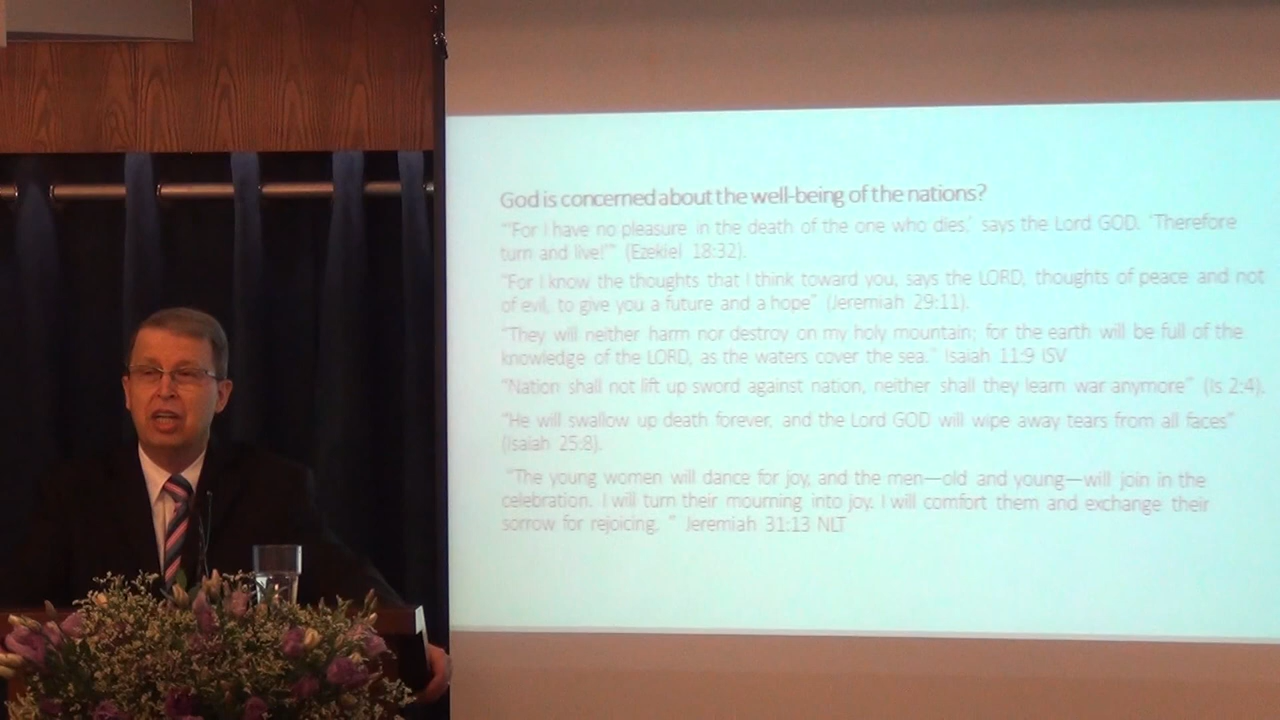 God is concerned about the well-being of the nations?
"'For I have no pleasure in the death of the one who dies,' says the Lord GOD. 'Therefore
turn and live!'" (Ezekiel 18:32).
"For I know the thoughts that I think toward you, says the LORD, thoughts of peace and not
of evil, to give you a future and a hope" (Jeremiah 29:11).
"They will neither harm nor destroy on my holy mountain; for the earth will be full of the
knowledge of the LORD, as the waters cover the sea." Isaiah 11:9 ISV
"Nation shall not lift up sword against nation, neither shall they learn war anymore" (Is 2:4).
"He will swallow up death forever, and the Lord GOD will wipe away tears from all faces"
(Isaiah 25:8).
"The young women will dance for joy, and the men—old and young—will join in the
celebration. I will turn their mourning into joy. I will comfort them and exchange their
sorrow for rejoicing. " Jeremiah 31:13 NLT